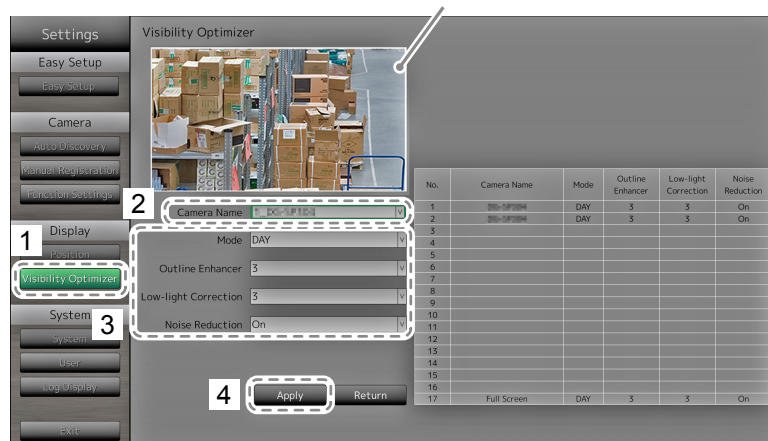 Settings
Easy Setup
Easy Setup
Camera
Auto Discovery
Manual Registration
Function Settings
Display
1
Position
Visibility Optimizer
System
3
System
User
Log Display
Exit
Visibility Optimizer
2
Camera Name
Mode DAY
Outline Enhancer 3
Low-light Correction 3
Noise Reduction On
4
Apply Return
No. Camera Name Mode Outline Enhancer Low-light Correction Noise Reduction
1 DAY 3 3 On
2 DAY 3 3 On
3
4
5
6
7
8
9
10
11
12
13
14
15
16
17 Full Screen DAY 3 3 On